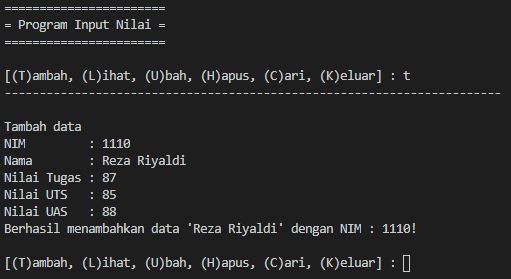 =======================
= Program Input Nilai =
=======================
[(T)ambah, (L)ihat, (U)bah, (H)apus, (C)ari, (K)eluar] : t
-----------------------------------------------------------------------
Tambah data
NIM         : 1110
Nama        : Reza Riyaldi
Nilai Tugas : 87
Nilai UTS   : 85
Nilai UAS   : 88
Berhasil menambahkan data 'Reza Riyaldi' dengan NIM : 1110!
[(T)ambah, (L)ihat, (U)bah, (H)apus, (C)ari, (K)eluar] :